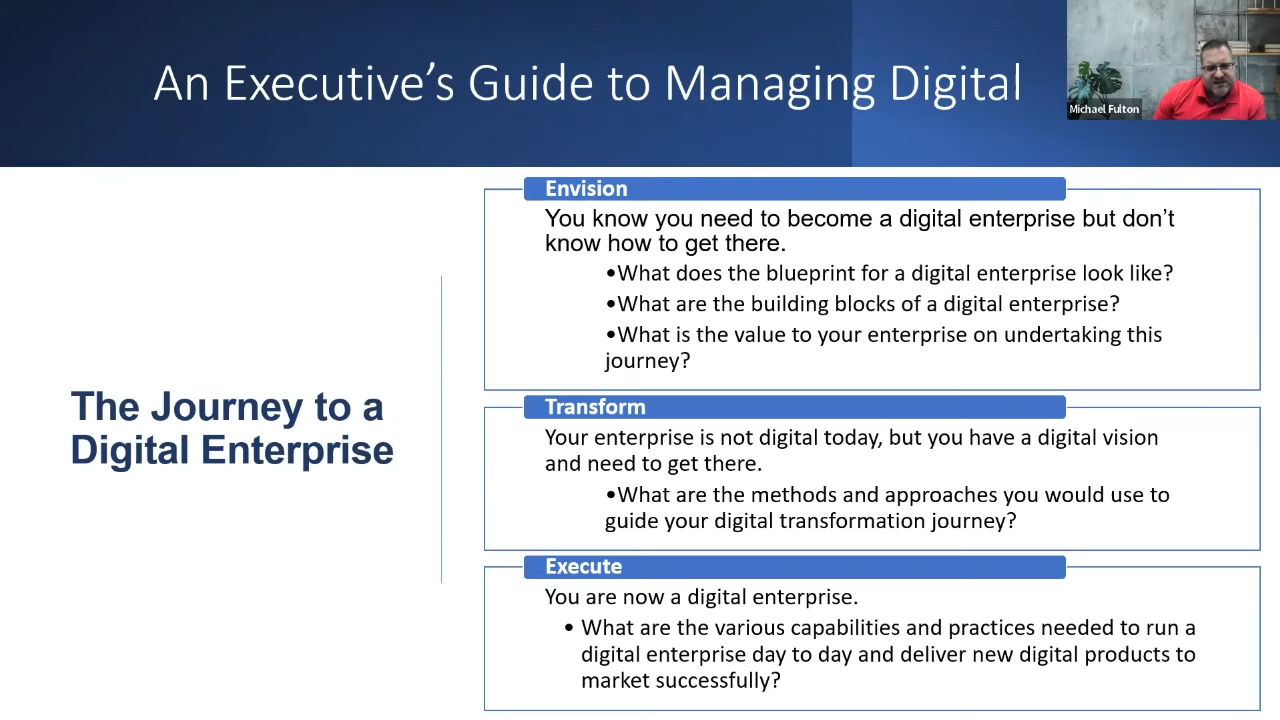 An Executive’s Guide to Managing Digital
Michael Fulton
The Journey to a
Digital Enterprise
Envision
You know you need to become a digital enterprise but don’t
know how to get there.
•What does the blueprint for a digital enterprise look like?
•What are the building blocks of a digital enterprise?
•What is the value to your enterprise on undertaking this
journey?
Transform
Your enterprise is not digital today, but you have a digital vision
and need to get there.
•What are the methods and approaches you would use to
guide your digital transformation journey?
Execute
You are now a digital enterprise.
• What are the various capabilities and practices needed to run a
digital enterprise day to day and deliver new digital products to
market successfully?